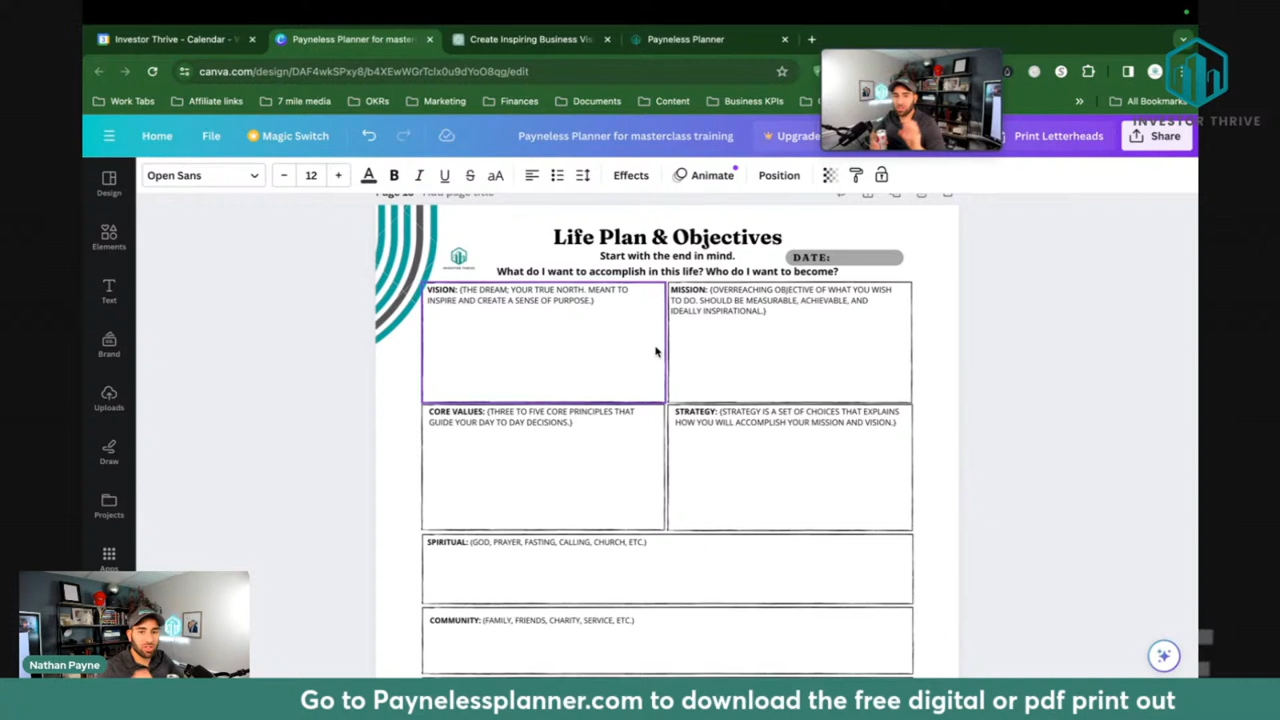 Investor Thrive - Calendar - V
Payneless Planner for master
Create Inspiring Business Vis
Payneless Planner
canva.com/design/DAF4wkSPxy8/b4XEwWGrTcIx0u9dYoO8qg/edit
Work Tabs
Affiliate links
7 mile media
OKRs
Marketing
Finances
Documents
Content
Business KPIs
All Bookmarks
INVESTOR THRIVE
Home
File
Magic Switch
Payneless Planner for masterclass training
Upgrade
Print Letterheads
Share
Open Sans
12
Effects
Animate
Position
Design
Elements
Text
Brand
Uploads
Draw
Projects
Apps
Life Plan & Objectives
Start with the end in mind.
DATE:
INVESTOR THRIVE
What do I want to accomplish in this life? Who do I want to become?
VISION: (THE DREAM; YOUR TRUE NORTH. MEANT TO
INSPIRE AND CREATE A SENSE OF PURPOSE.)
MISSION: (OVERREACHING OBJECTIVE OF WHAT YOU WISH
TO DO. SHOULD BE MEASURABLE, ACHIEVABLE, AND
IDEALLY INSPIRATIONAL.)
CORE VALUES: (THREE TO FIVE CORE PRINCIPLES THAT
GUIDE YOUR DAY TO DAY DECISIONS.)
STRATEGY: (STRATEGY IS A SET OF CHOICES THAT EXPLAINS
HOW YOU WILL ACCOMPLISH YOUR MISSION AND VISION.)
SPIRITUAL: (GOD, PRAYER, FASTING, CALLING, CHURCH, ETC.)
COMMUNITY: (FAMILY, FRIENDS, CHARITY, SERVICE, ETC.)
Nathan Payne
Go to Paynelessplanner.com to download the free digital or pdf print out